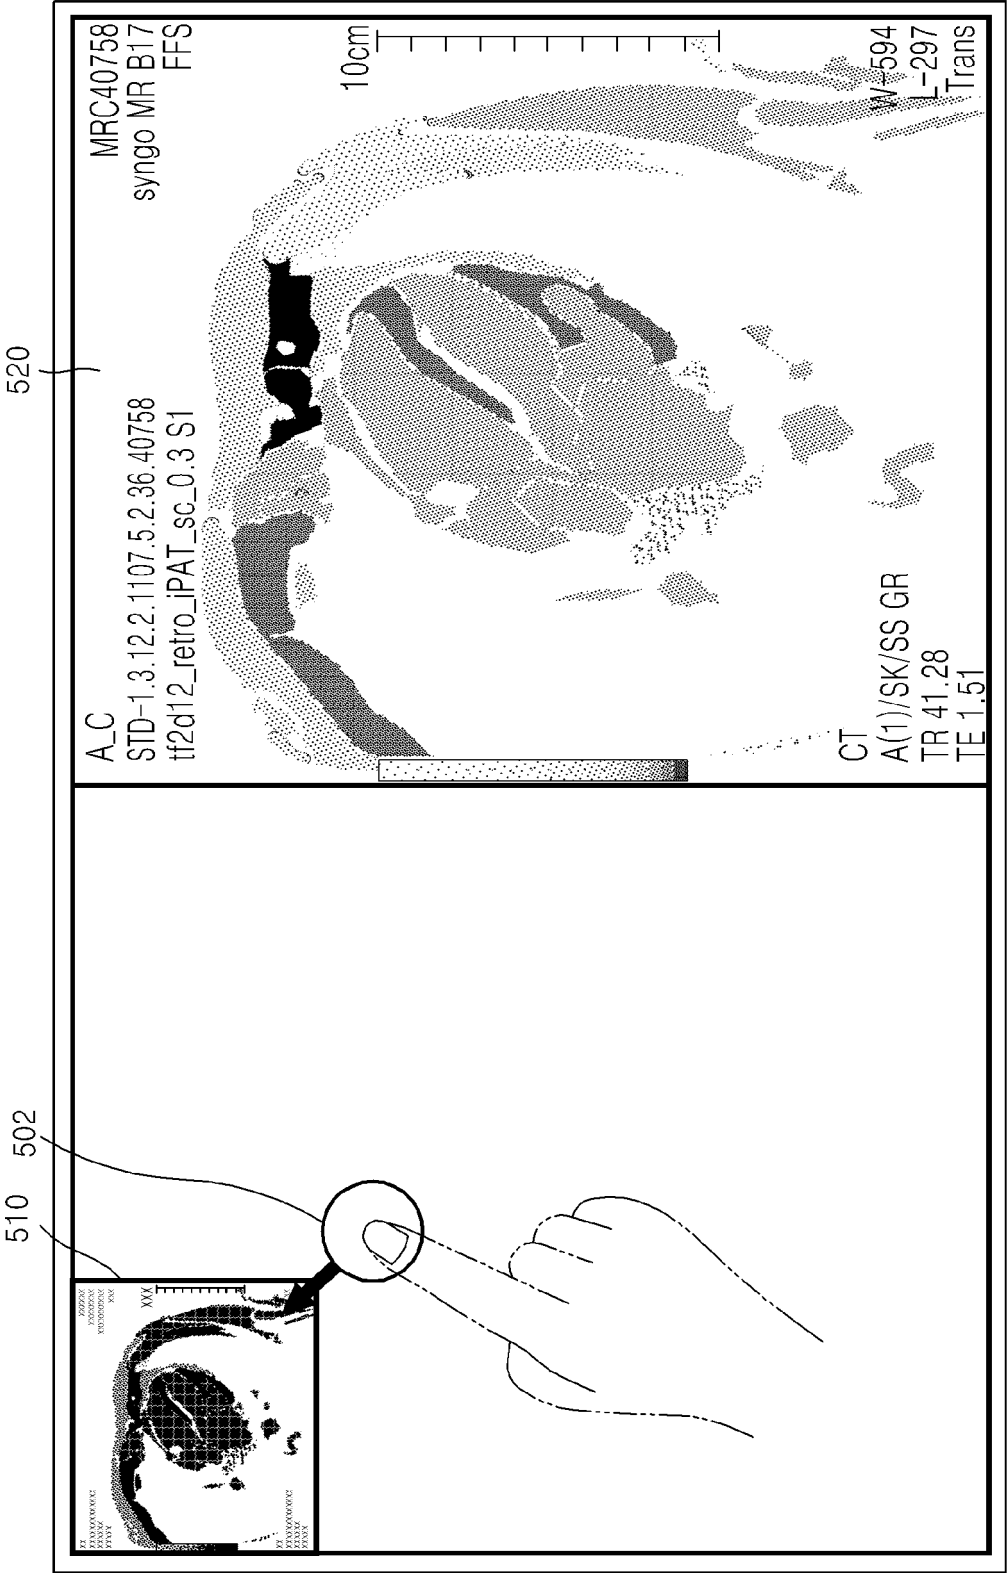 510
502
520
A_C
STD-1.3.12.2.1107.5.2.36.40758
tf2d12_retro_iPAT_sc_0.3 S1
MRC40758
syngo MR B17
FFS
10cm
CT
A(1)/SK/SS GR
TR 41.28
TE 1.51
W-594
L-297
Trans
XXX